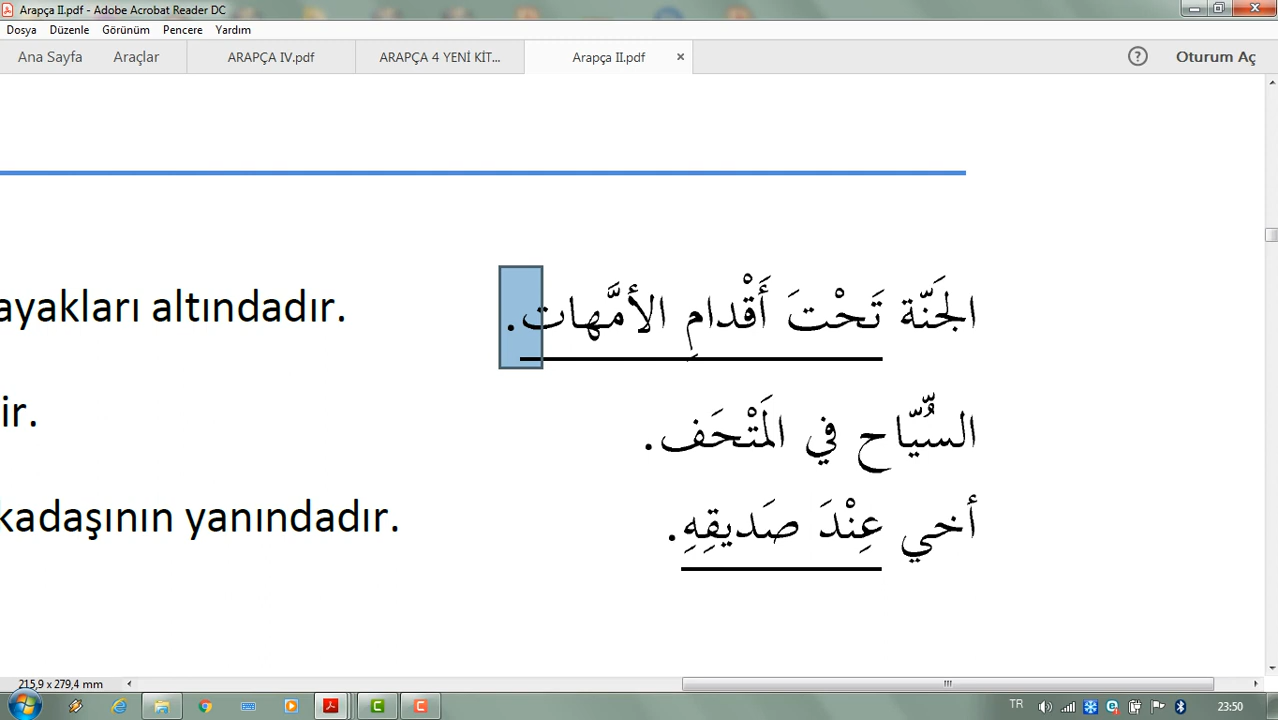 Arapça II.pdf - Adobe Acrobat Reader DC
Dosya Düzenle Görünüm Pencere Yardım
Ana Sayfa Araçlar ARAPÇA IV.pdf ARAPÇA 4 YENİ KİT... Arapça II.pdf × ? Oturum Aç
ayakları altındadır.
الجَنّة تَحْتَ أَقْدامِ الأمَّهات.
ir.
السُّيّاح في المَتْحَف.
kadaşının yanındadır.
أخي عِنْدَ صَديقِهِ.
215,9 x 279,4 mm
TR 23:50